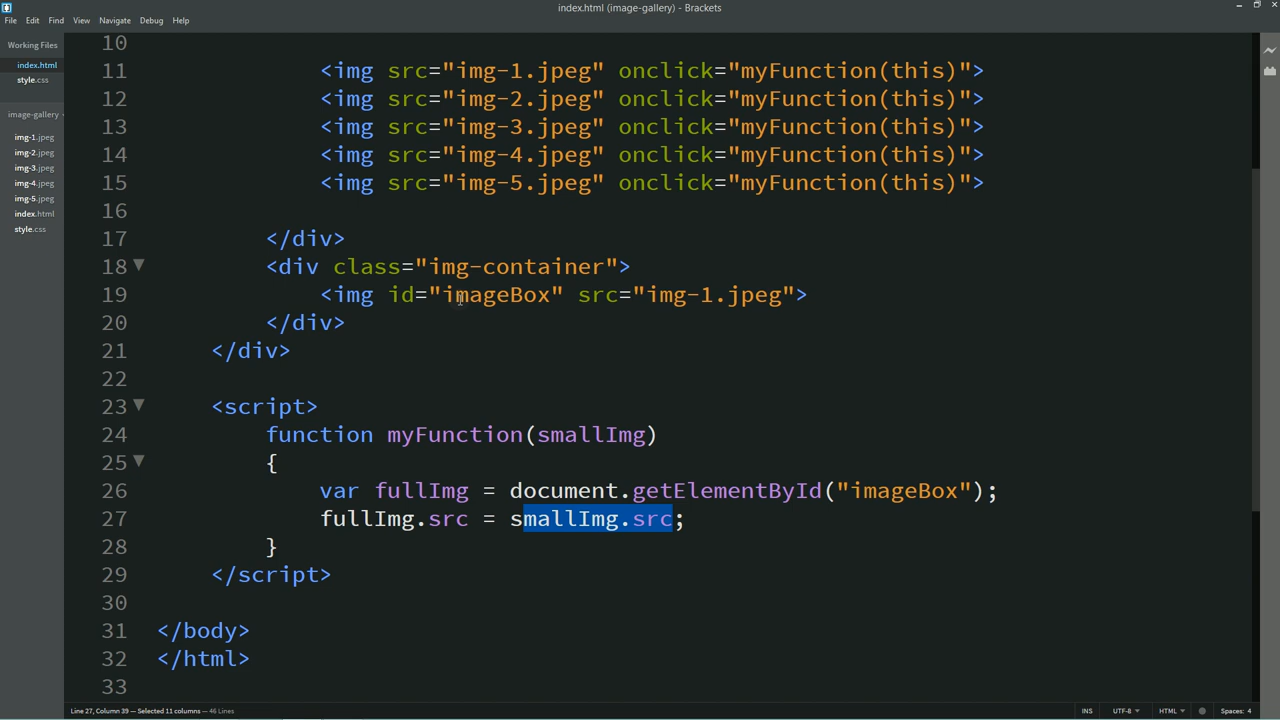 index.html (image-gallery) - Brackets
File Edit Find View Navigate Debug Help
Working Files
index.html
style.css
image-gallery
img-1.jpeg
img-2.jpeg
img-3.jpeg
img-4.jpeg
img-5.jpeg
index.html
style.css
10
11 <img src="img-1.jpeg" onclick="myFunction(this)">
12 <img src="img-2.jpeg" onclick="myFunction(this)">
13 <img src="img-3.jpeg" onclick="myFunction(this)">
14 <img src="img-4.jpeg" onclick="myFunction(this)">
15 <img src="img-5.jpeg" onclick="myFunction(this)">
16
17 </div>
18 <div class="img-container">
19 <img id="imageBox" src="img-1.jpeg">
20 </div>
21 </div>
22
23 <script>
24 function myFunction(smallImg)
25 {
26 var fullImg = document.getElementById("imageBox");
27 fullImg.src = smallImg.src;
28 }
29 </script>
30
31 </body>
32 </html>
33
Line 27, Column 39 — Selected 11 columns — 46 Lines
INS UTF-8 HTML Spaces: 4